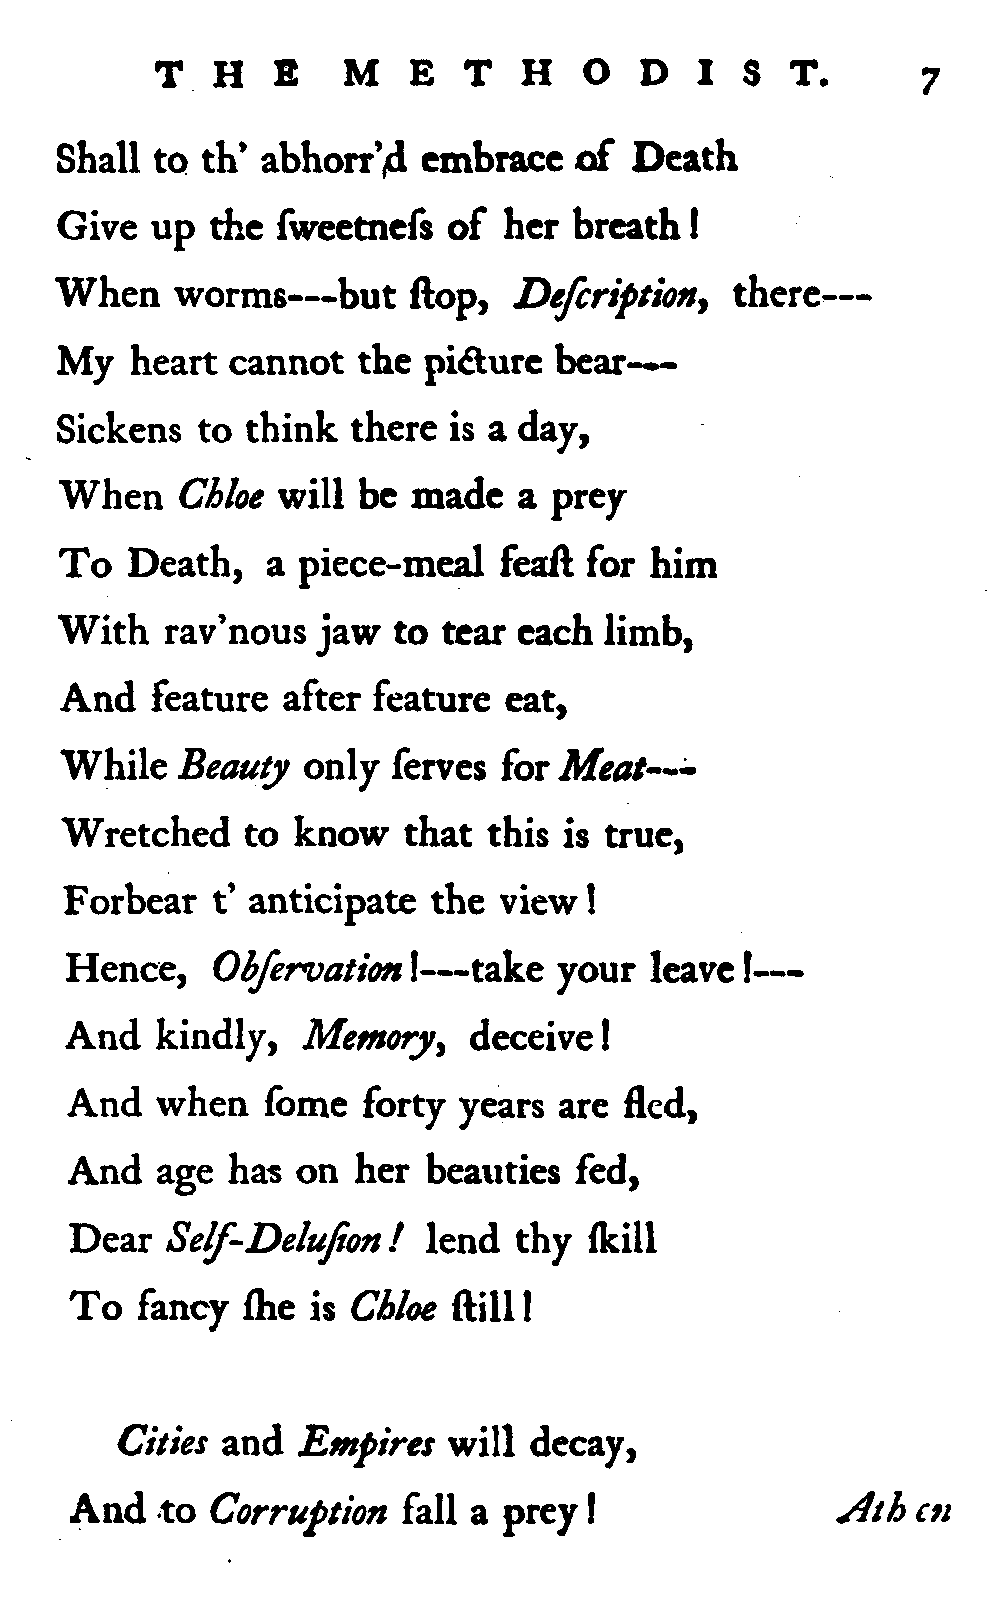 THE METHODIST. 7
Shall to th' abhorr'd embrace of Death
Give up the ſweetneſs of her breath!
When worms---but ſtop, Deſcription, there---
My heart cannot the picture bear---
Sickens to think there is a day,
When Chloe will be made a prey
To Death, a piece-meal feaſt for him
With rav'nous jaw to tear each limb,
And feature after feature eat,
While Beauty only ſerves for Meat---
Wretched to know that this is true,
Forbear t' anticipate the view!
Hence, Obſervation!---take your leave!---
And kindly, Memory, deceive!
And when ſome forty years are fled,
And age has on her beauties fed,
Dear Self-Deluſion! lend thy ſkill
To fancy ſhe is Chloe ſtill!
Cities and Empires will decay,
And to Corruption fall a prey!
Athen